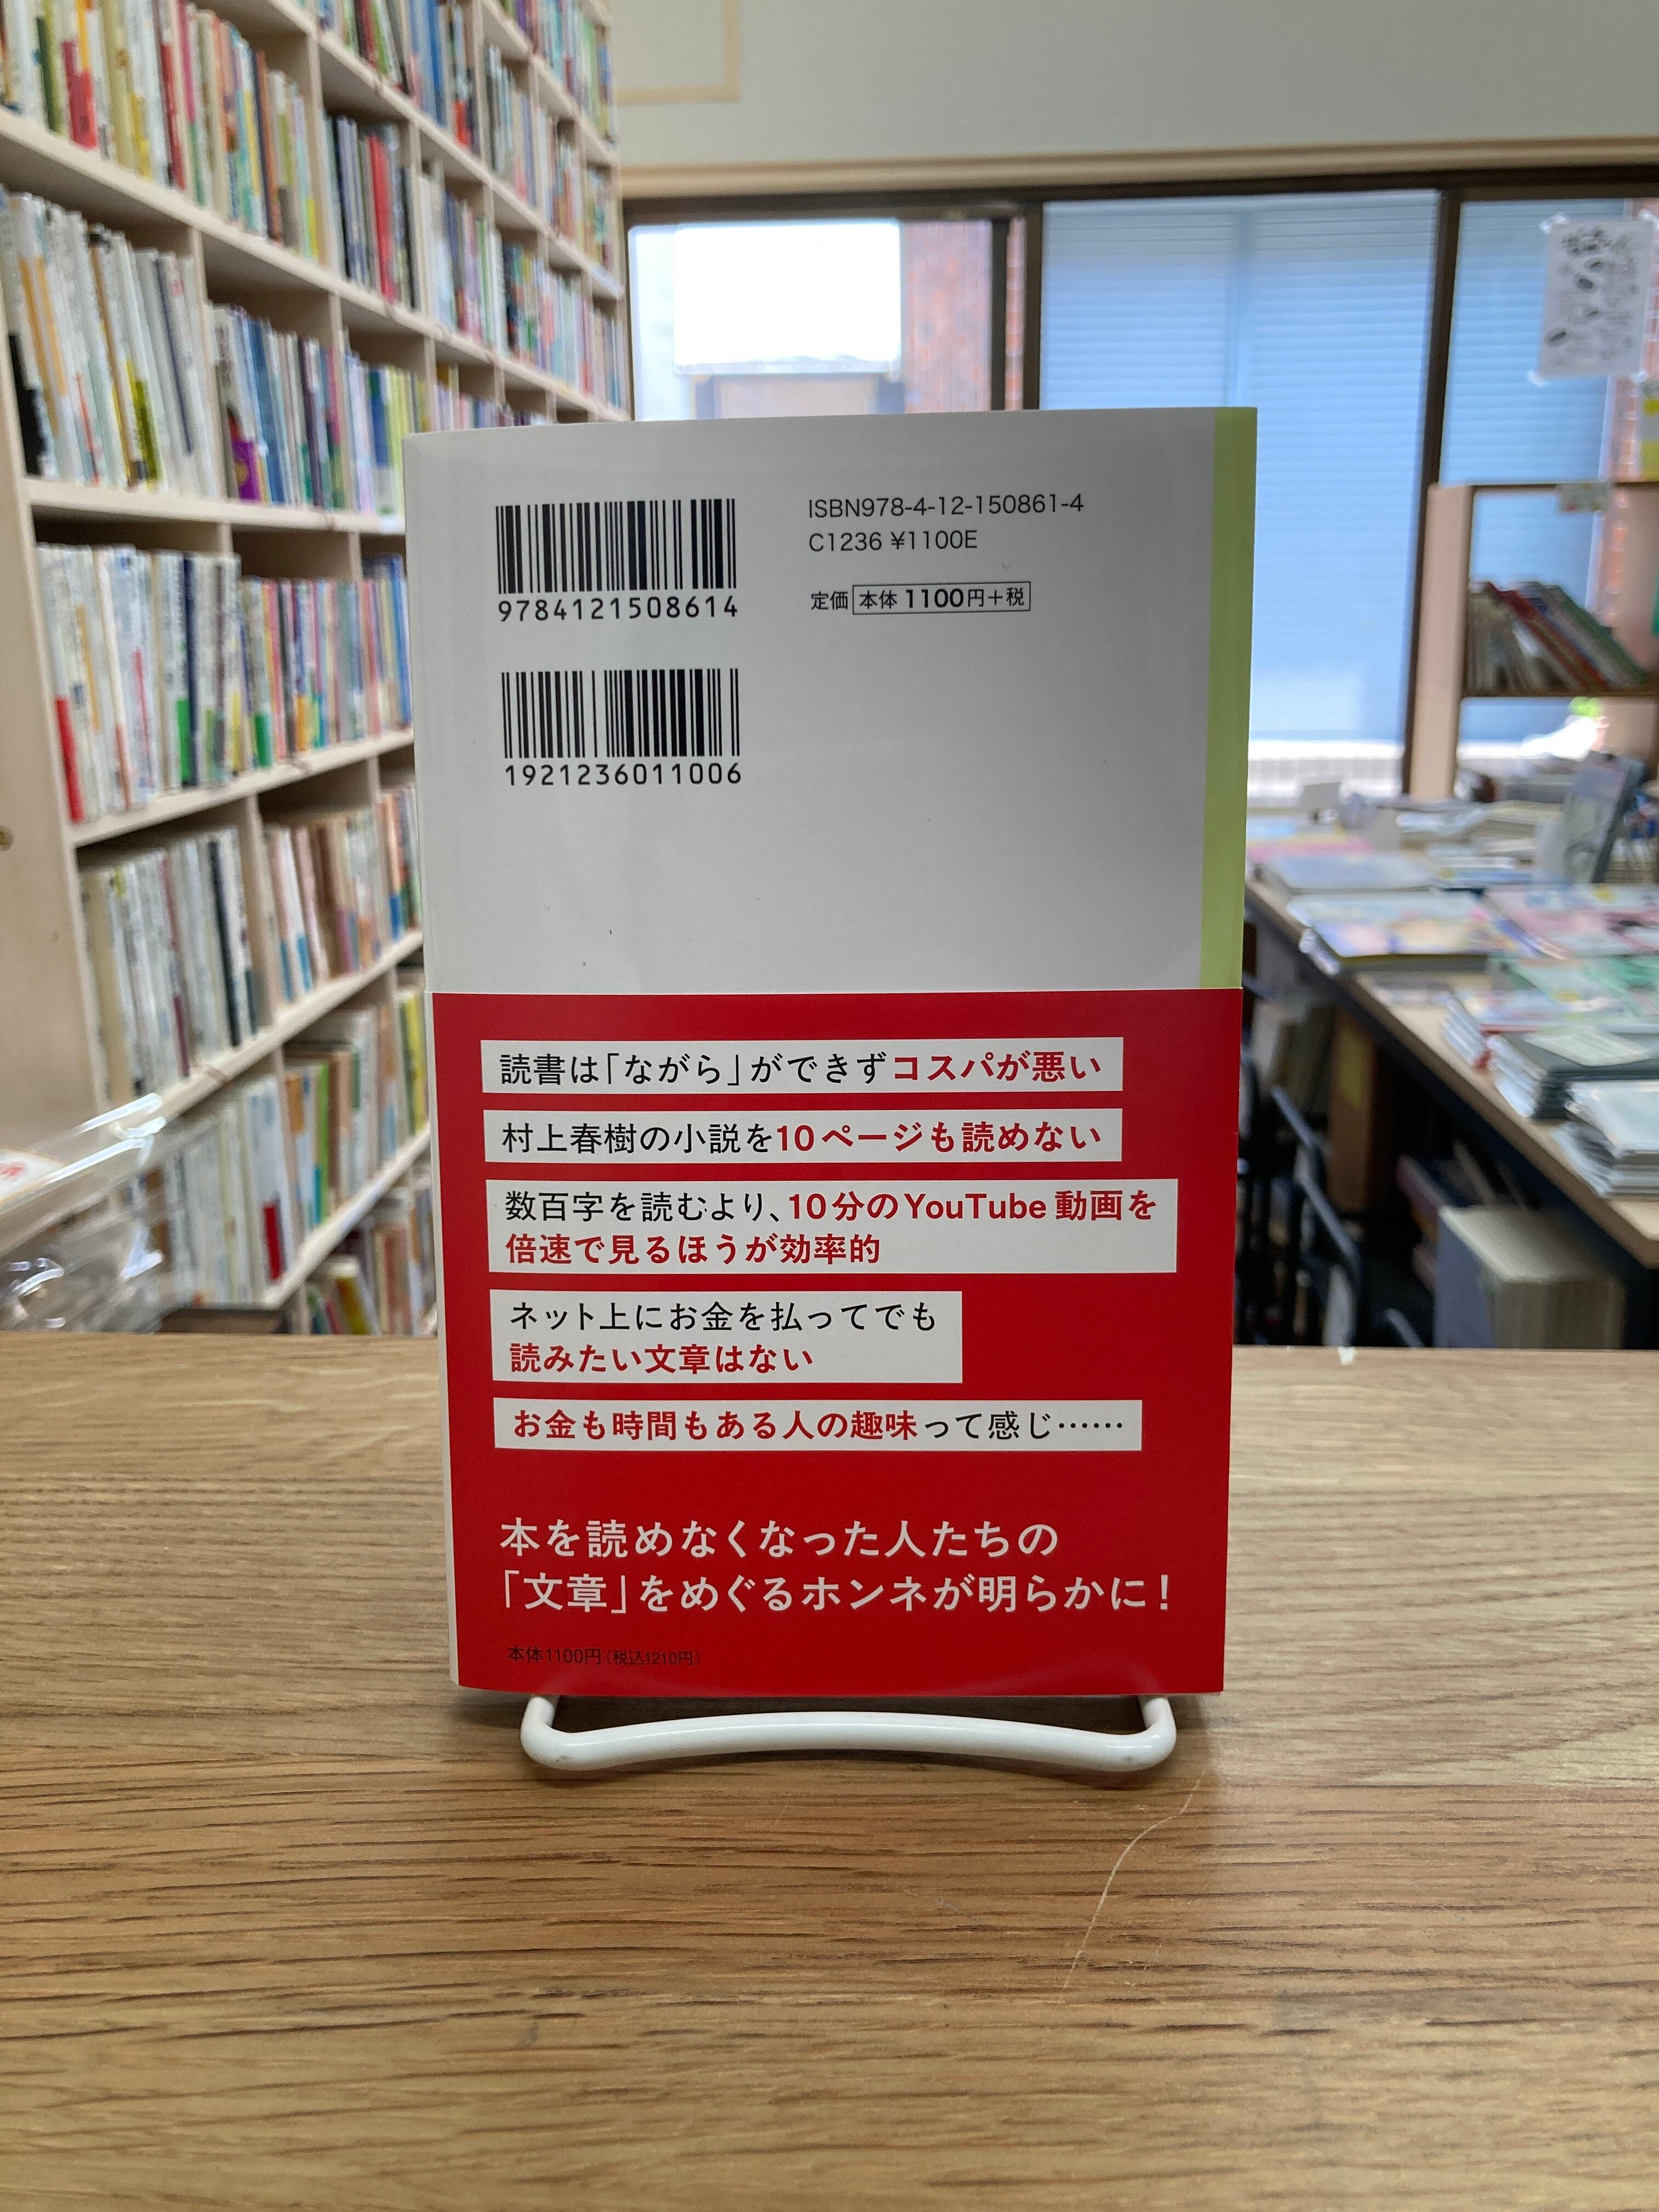 ISBN978-4-12-150861-4
C1236 ¥1100E
定価 本体1100円+税
9784121508614
1921236011006
読書は「ながら」ができずコスパが悪い
村上春樹の小説を10ページも読めない
数百字を読むより、10分のYouTube動画を
倍速で見るほうが効率的
ネット上にお金を払ってでも
読みたい文章はない
お金も時間もある人の趣味って感じ……
本を読めなくなった人たちの
「文章」をめぐるホンネが明らかに!
本体1100円(税込1210円)